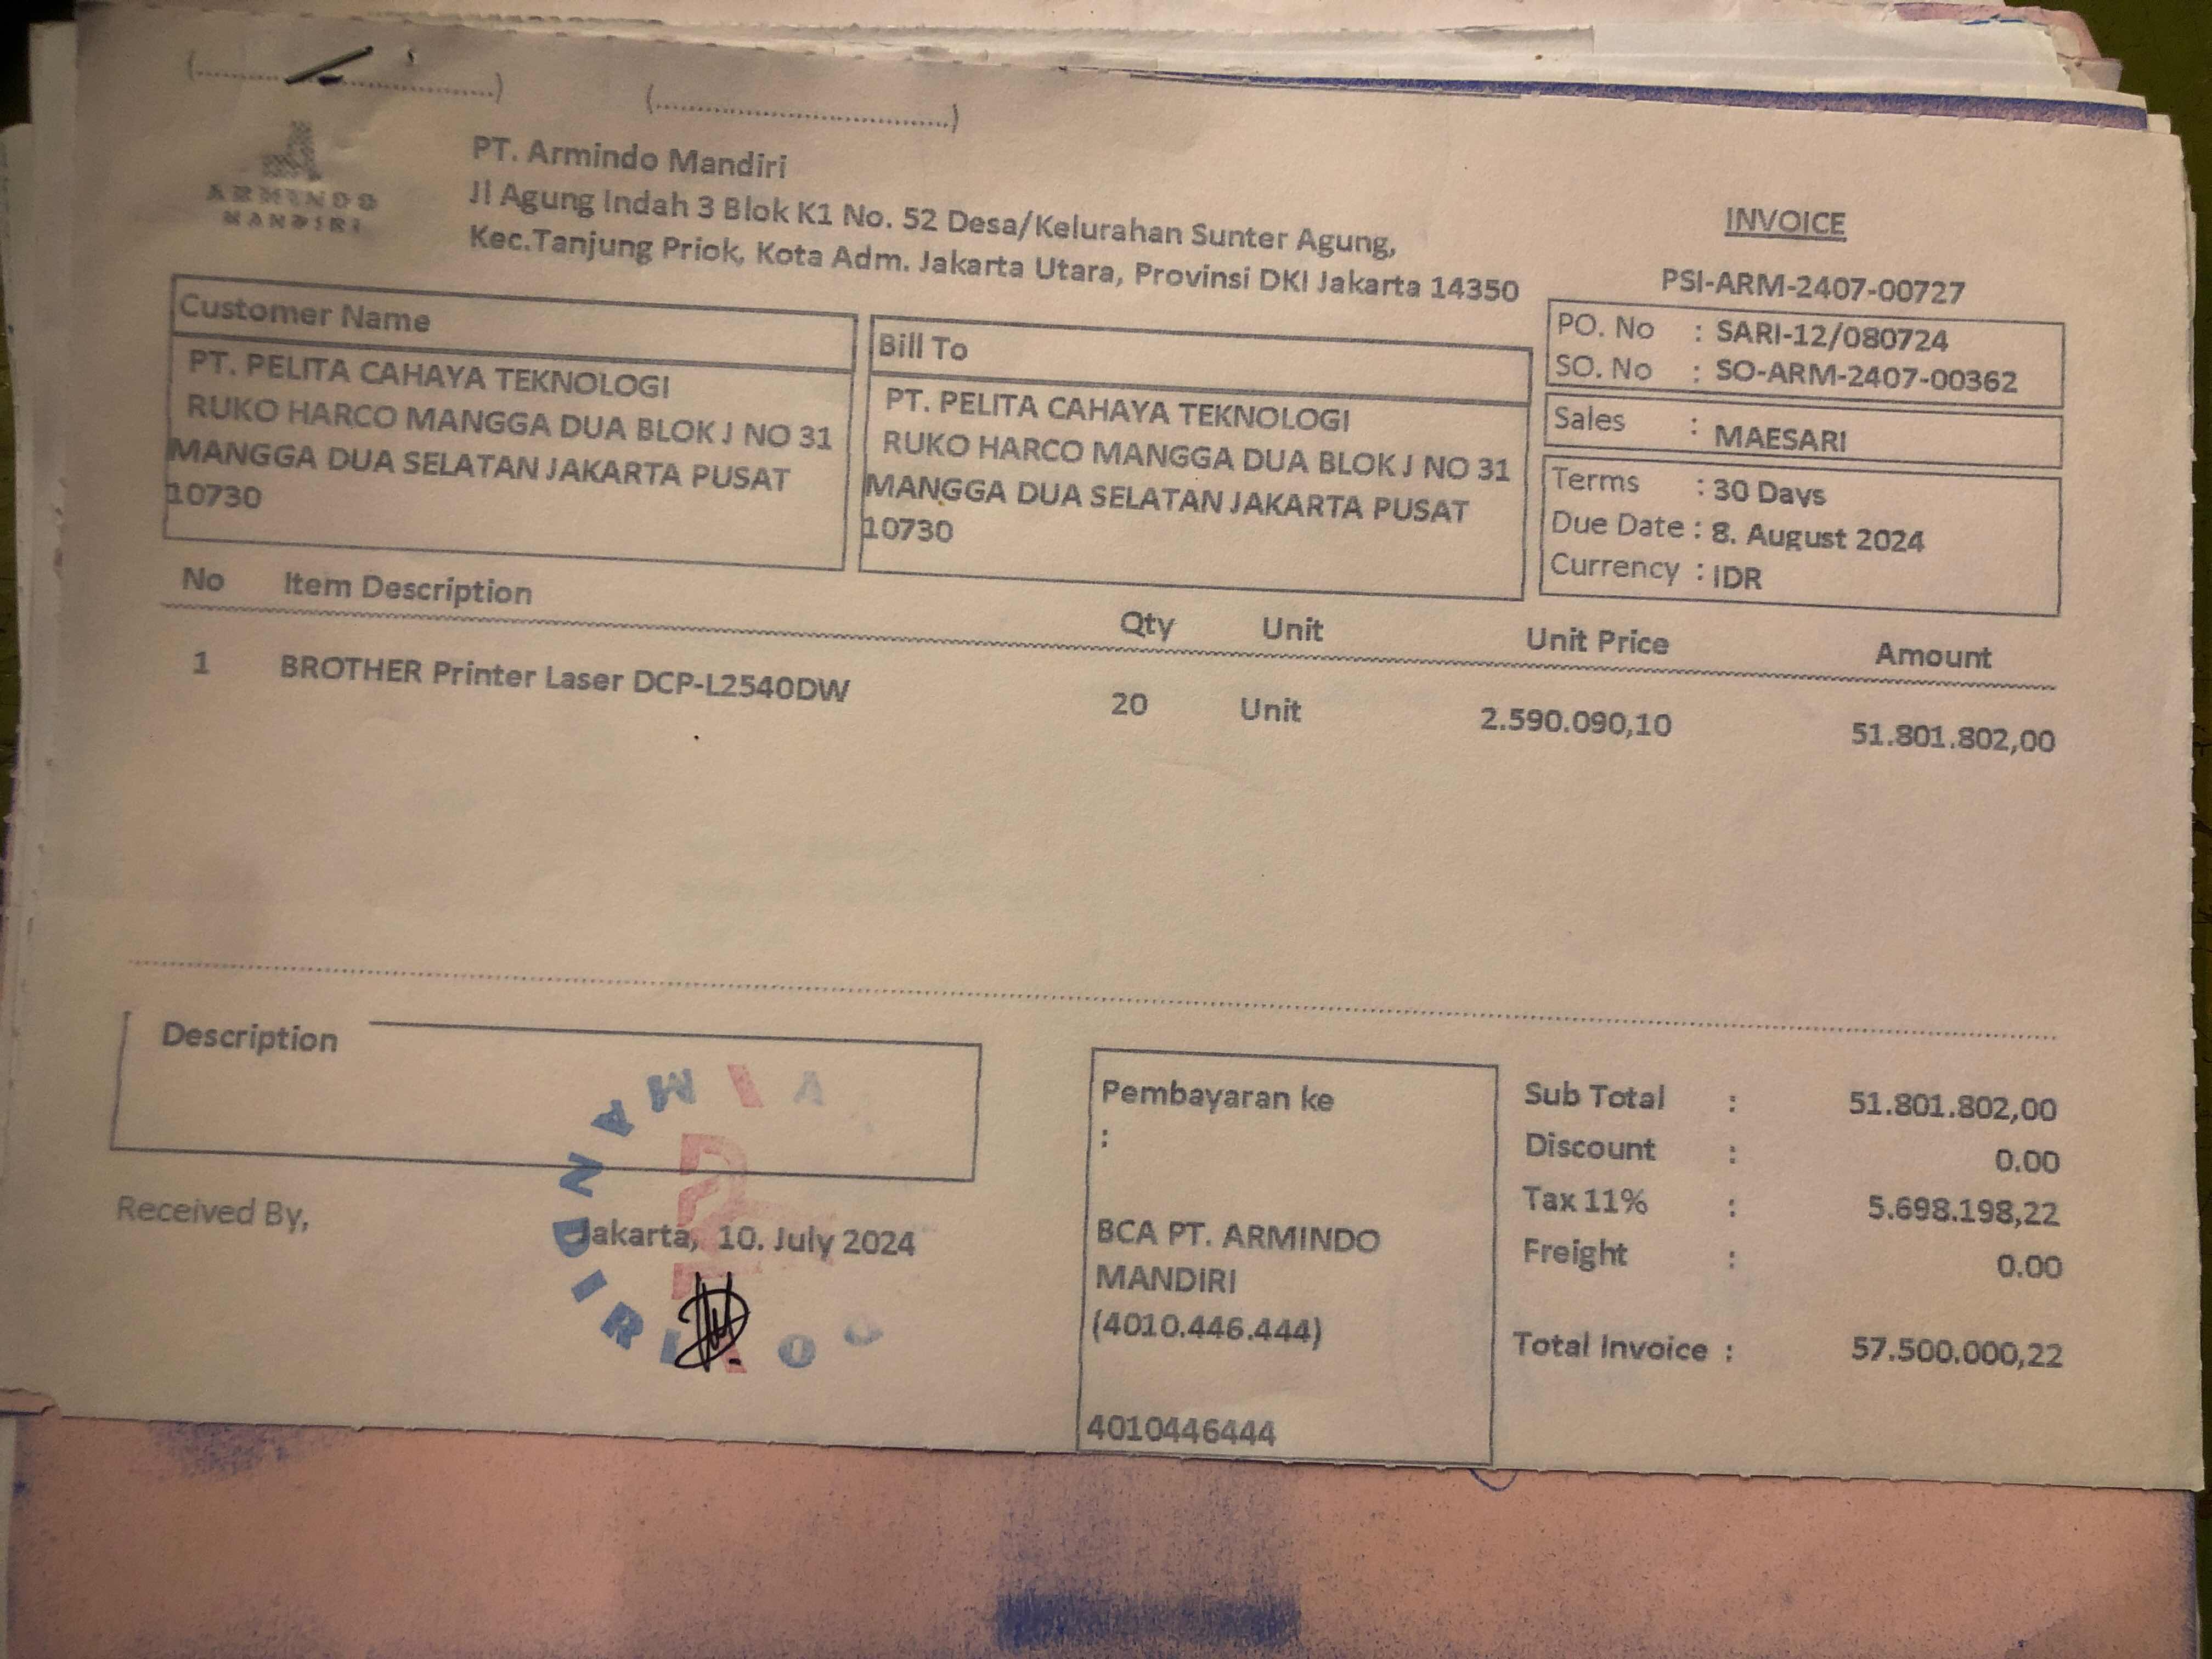 (..............................)
(..............................)
ARMINDO
MANDIRI
PT. Armindo Mandiri
Jl Agung Indah 3 Blok K1 No. 52 Desa/Kelurahan Sunter Agung,
Kec.Tanjung Priok, Kota Adm. Jakarta Utara, Provinsi DKI Jakarta 14350
INVOICE
PSI-ARM-2407-00727
Customer Name
PT. PELITA CAHAYA TEKNOLOGI
RUKO HARCO MANGGA DUA BLOK J NO 31
MANGGA DUA SELATAN JAKARTA PUSAT
10730
Bill To
PT. PELITA CAHAYA TEKNOLOGI
RUKO HARCO MANGGA DUA BLOK J NO 31
MANGGA DUA SELATAN JAKARTA PUSAT
10730
PO. No : SARI-12/080724
SO. No : SO-ARM-2407-00362
Sales : MAESARI
Terms : 30 Days
Due Date : 8. August 2024
Currency : IDR
No Item Description Qty Unit Unit Price Amount
1 BROTHER Printer Laser DCP-L2540DW 20 Unit 2.590.090,10 51.801.802,00
Description
Received By,
Jakarta, 10. July 2024
MANDIRI
Pembayaran ke
:
BCA PT. ARMINDO
MANDIRI
(4010.446.444)
4010446444
Sub Total : 51.801.802,00
Discount : 0.00
Tax 11% : 5.698.198,22
Freight : 0.00
Total Invoice : 57.500.000,22